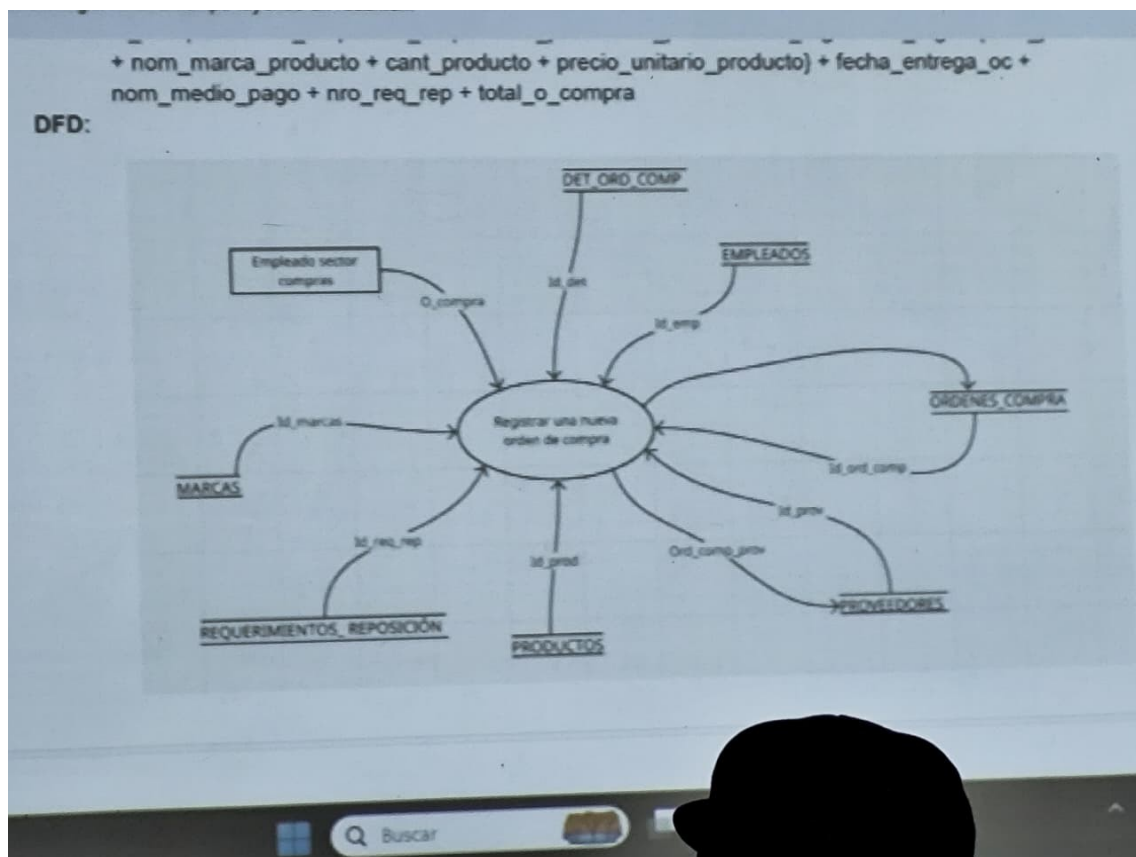 + nom_marca_producto + cant_producto + precio_unitario_producto) + fecha_entrega_oc +
nom_medio_pago + nro_req_rep + total_o_compra
DFD:
DET_ORD_COMP
Empleado sector
compras
EMPLEADOS
Id_det
O_compra
Id_emp
ORDENES_COMPRA
Id_marcas
Registrar una nueva
orden de compra
Id_ord_comp
MARCAS
Id_prov
Id_req_rep
Ord_comp_prov
Id_prod
PROVEEDORES
REQUERIMIENTOS_ REPOSICIÓN
PRODUCTOS
Buscar